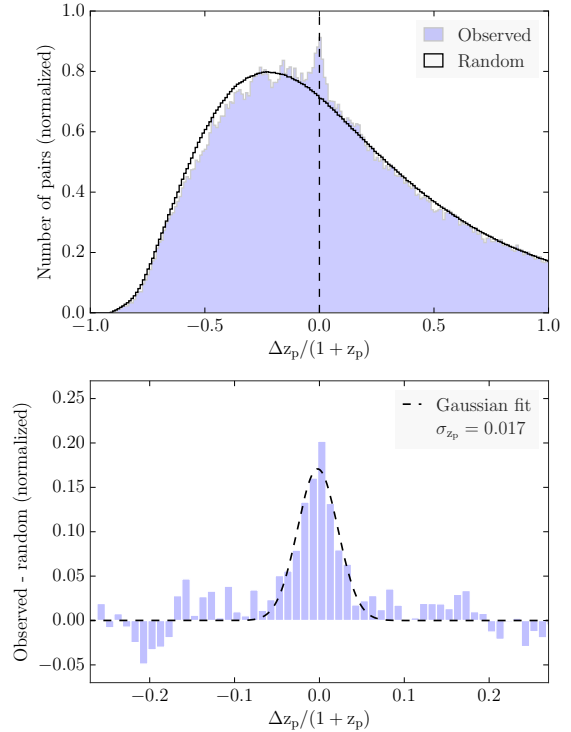 Number of pairs (normalized)
1.0
0.8
0.6
0.4
0.2
0.0
Observed
Random
−1.0 −0.5 0.0 0.5 1.0
Δz_p/(1 + z_p)
Observed - random (normalized)
0.25
0.20
0.15
0.10
0.05
0.00
−0.05
Gaussian fit
σ_{z_p} = 0.017
−0.2 −0.1 0.0 0.1 0.2
Δz_p/(1 + z_p)